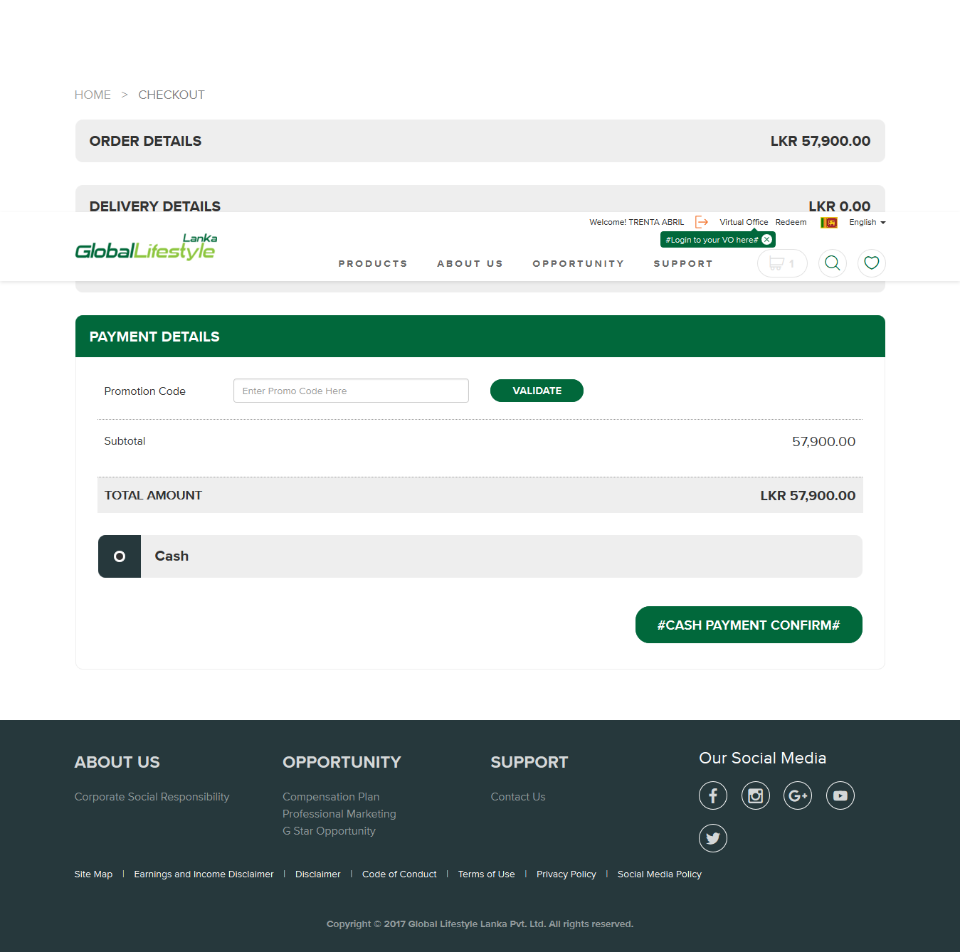 HOME > CHECKOUT
ORDER DETAILS LKR 57,900.00
DELIVERY DETAILS LKR 0.00
Welcome! TRENTA ABRIL Virtual Office Redeem English
#Login to your VO here#
Lanka
GlobalLifestyle
PRODUCTS ABOUT US OPPORTUNITY SUPPORT 1
PAYMENT DETAILS
Promotion Code Enter Promo Code Here VALIDATE
Subtotal 57,900.00
TOTAL AMOUNT LKR 57,900.00
Cash
#CASH PAYMENT CONFIRM#
ABOUT US OPPORTUNITY SUPPORT Our Social Media
Corporate Social Responsibility Compensation Plan Contact Us
Professional Marketing
G Star Opportunity
Site Map | Earnings and Income Disclaimer | Disclaimer | Code of Conduct | Terms of Use | Privacy Policy | Social Media Policy
Copyright © 2017 Global Lifestyle Lanka Pvt. Ltd. All rights reserved.